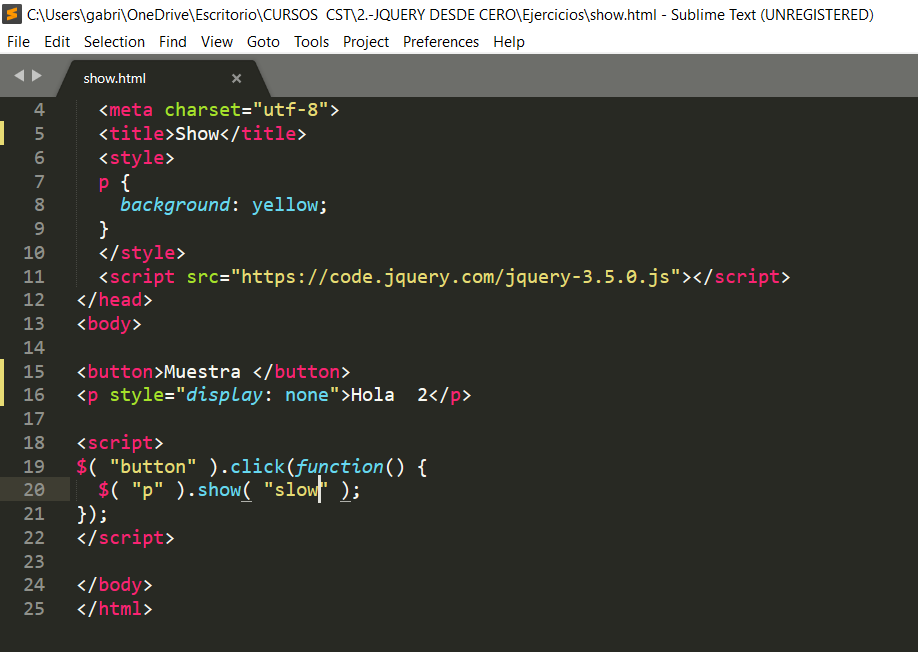 C:\Users\gabri\OneDrive\Escritorio\CURSOS  CST\2.-JQUERY DESDE CERO\Ejercicios\show.html - Sublime Text (UNREGISTERED)
File Edit Selection Find View Goto Tools Project Preferences Help
show.html ×
4   <meta charset="utf-8">
5   <title>Show</title>
6   <style>
7   p {
8     background: yellow;
9   }
10   </style>
11   <script src="https://code.jquery.com/jquery-3.5.0.js"></script>
12 </head>
13 <body>
14
15 <button>Muestra </button>
16 <p style="display: none">Hola  2</p>
17
18 <script>
19 $( "button" ).click(function() {
20   $( "p" ).show( "slow" );
21 });
22 </script>
23
24 </body>
25 </html>